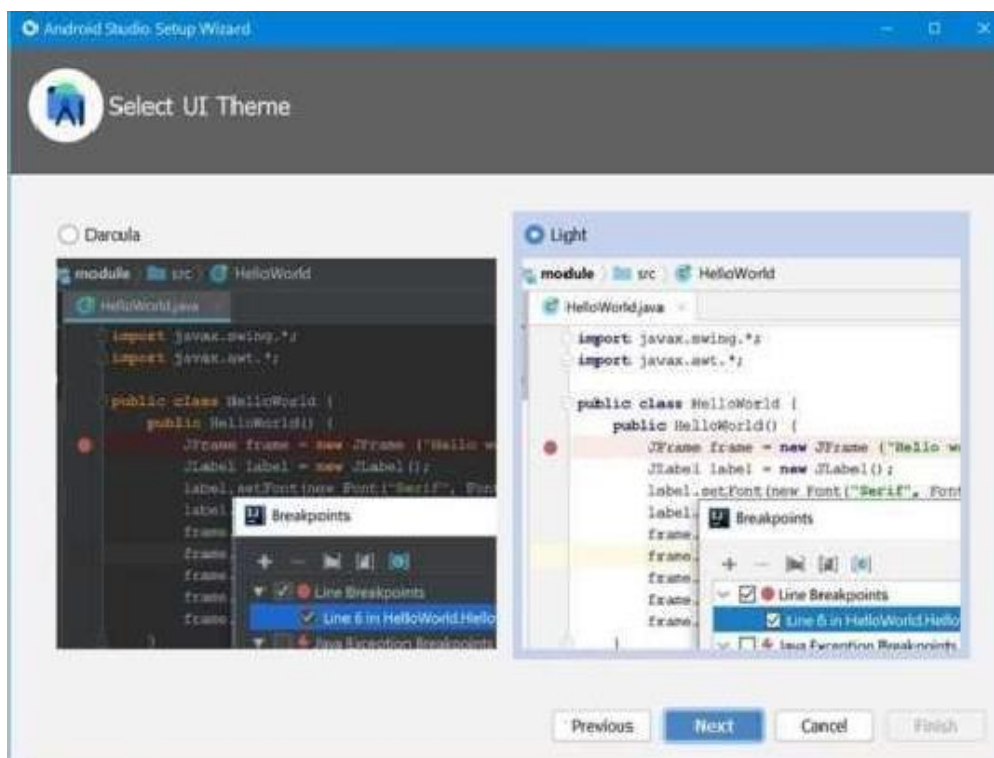 Android Studio Setup Wizard
Select UI Theme
Darcula
module src HelloWorld
HelloWorld.java
import javax.swing.*;
import javax.awt.*;
public class HelloWorld {
public HelloWorld() {
JFrame frame = new JFrame ("Hello w
JLabel label = new JLabel();
label.setFont(new Font("Serif", Font
label.
frame.
frame.
frame.
frame.
frame.
}
Breakpoints
Line Breakpoints
Line 6 in HelloWorld.Hello
Java Exception Breakpoints
Light
module src HelloWorld
HelloWorld.java
import javax.swing.*;
import javax.awt.*;
public class HelloWorld {
public HelloWorld() {
JFrame frame = new JFrame ("Hello w
JLabel label = new JLabel();
label.setFont(new Font("Serif", Font
label.
frame.
frame.
frame.
frame.
frame.
}
Breakpoints
Line Breakpoints
Line 6 in HelloWorld.Hello
Java Exception Breakpoints
Previous Next Cancel Finish